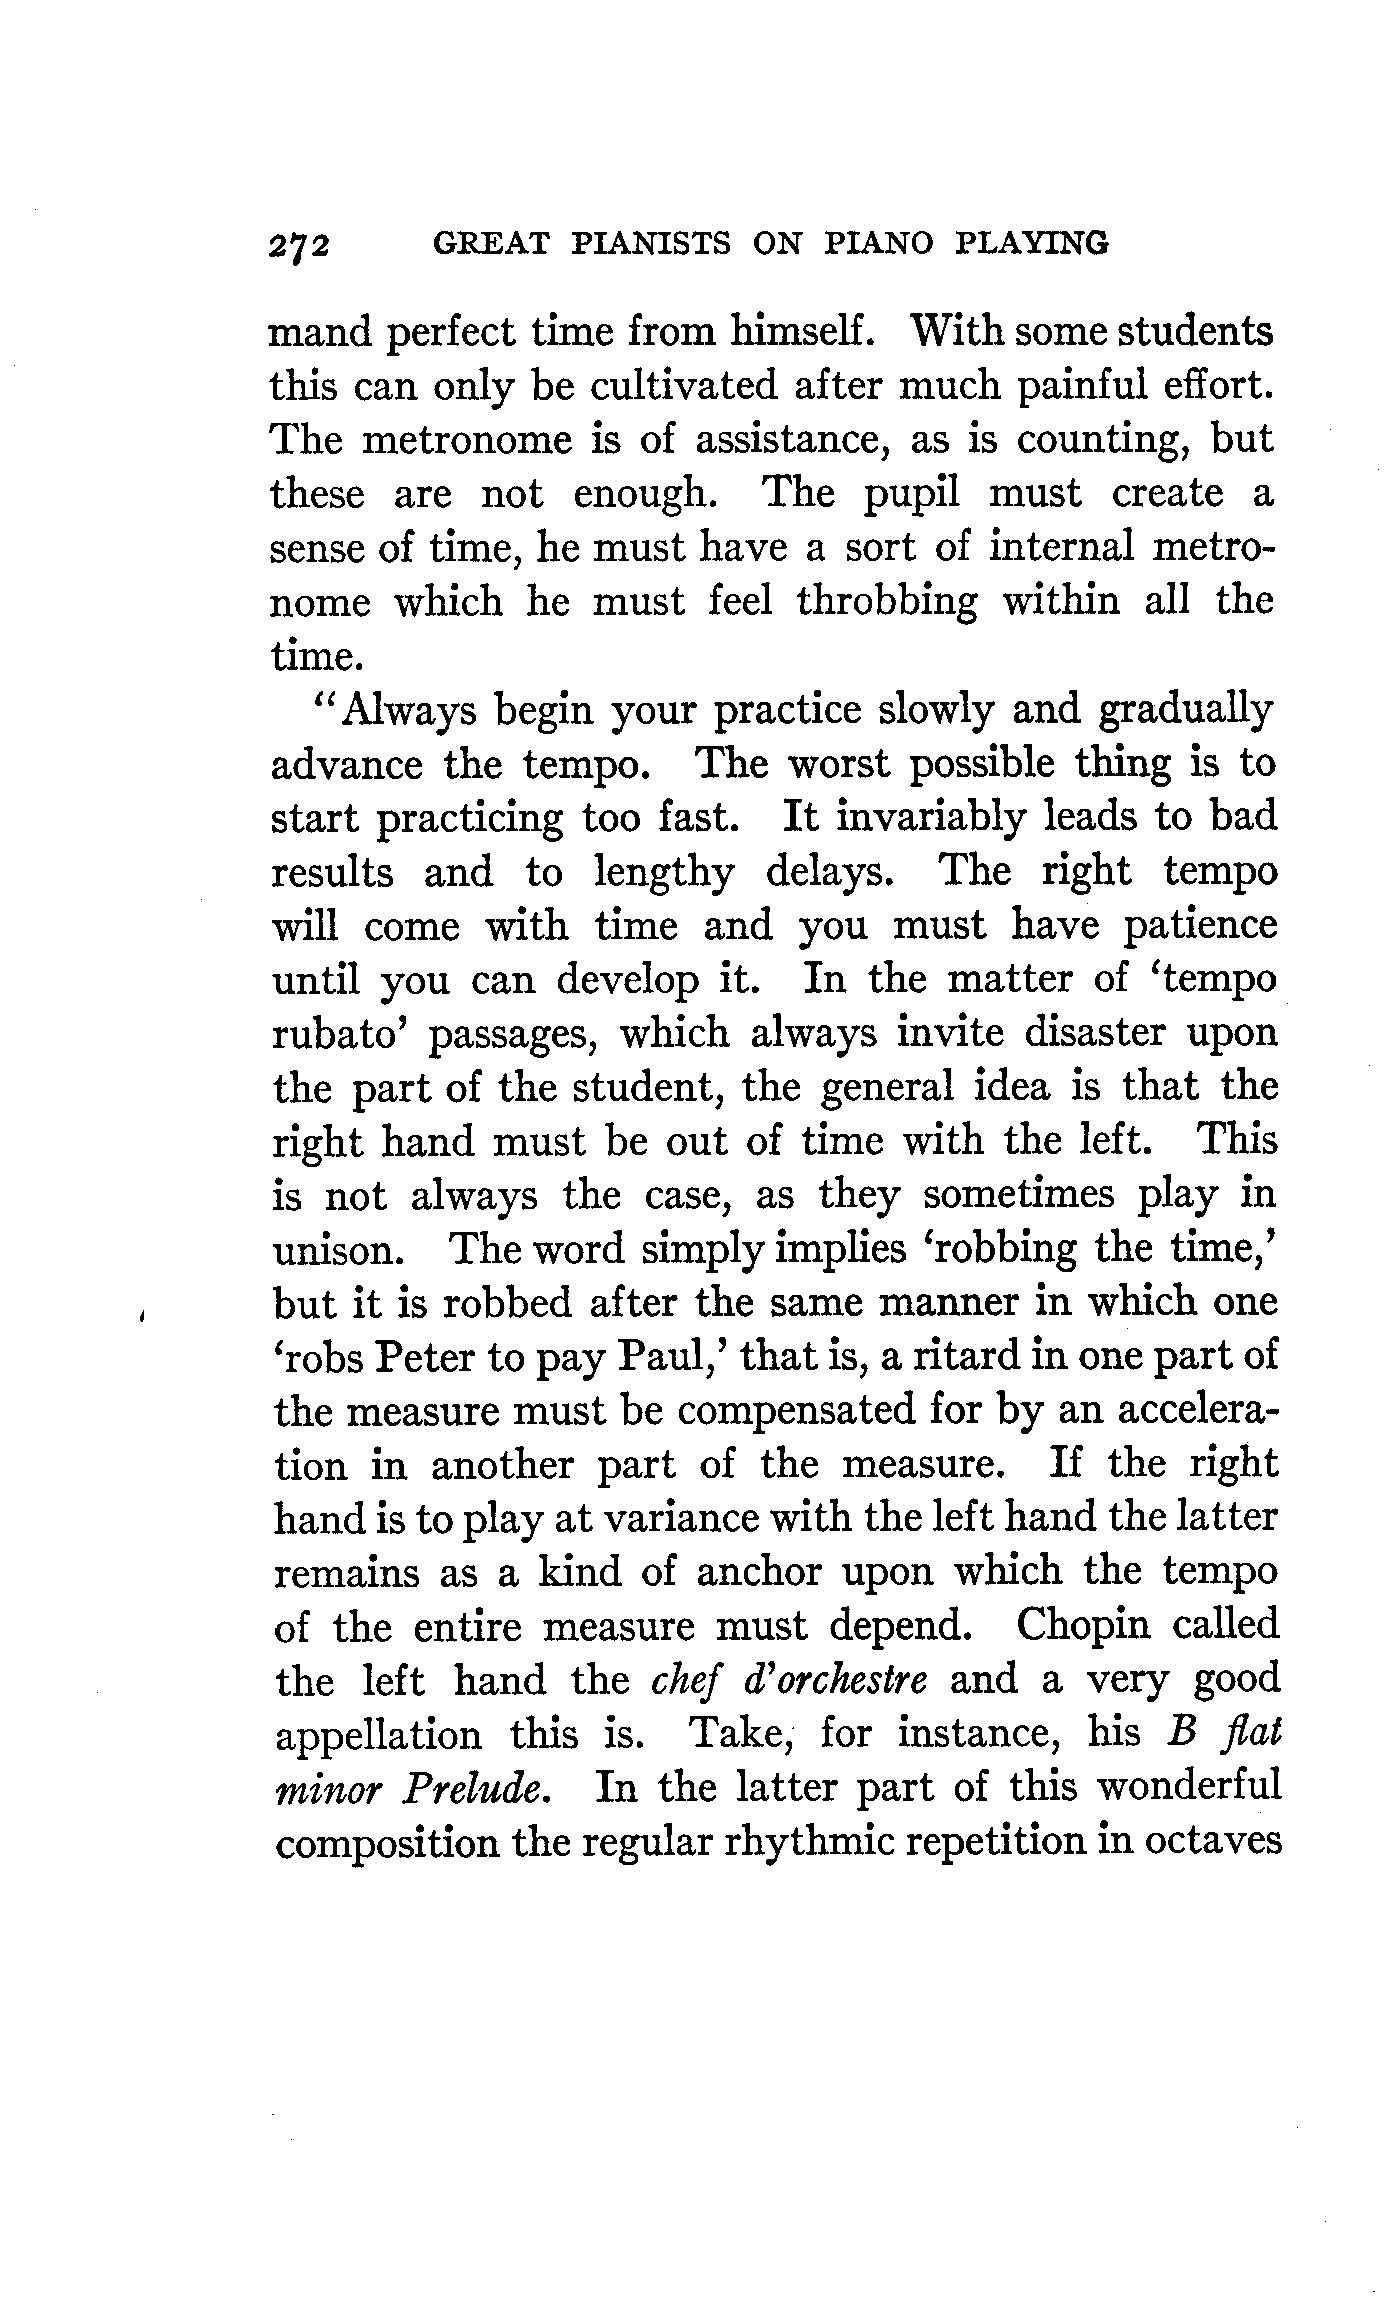 272 GREAT PIANISTS ON PIANO PLAYING
mand perfect time from himself. With some students
this can only be cultivated after much painful effort.
The metronome is of assistance, as is counting, but
these are not enough. The pupil must create a
sense of time, he must have a sort of internal metro-
nome which he must feel throbbing within all the
time.
"Always begin your practice slowly and gradually
advance the tempo. The worst possible thing is to
start practicing too fast. It invariably leads to bad
results and to lengthy delays. The right tempo
will come with time and you must have patience
until you can develop it. In the matter of 'tempo
rubato' passages, which always invite disaster upon
the part of the student, the general idea is that the
right hand must be out of time with the left. This
is not always the case, as they sometimes play in
unison. The word simply implies 'robbing the time,'
but it is robbed after the same manner in which one
'robs Peter to pay Paul,' that is, a ritard in one part of
the measure must be compensated for by an accelera-
tion in another part of the measure. If the right
hand is to play at variance with the left hand the latter
remains as a kind of anchor upon which the tempo
of the entire measure must depend. Chopin called
the left hand the chef d'orchestre and a very good
appellation this is. Take, for instance, his B flat
minor Prelude. In the latter part of this wonderful
composition the regular rhythmic repetition in octaves